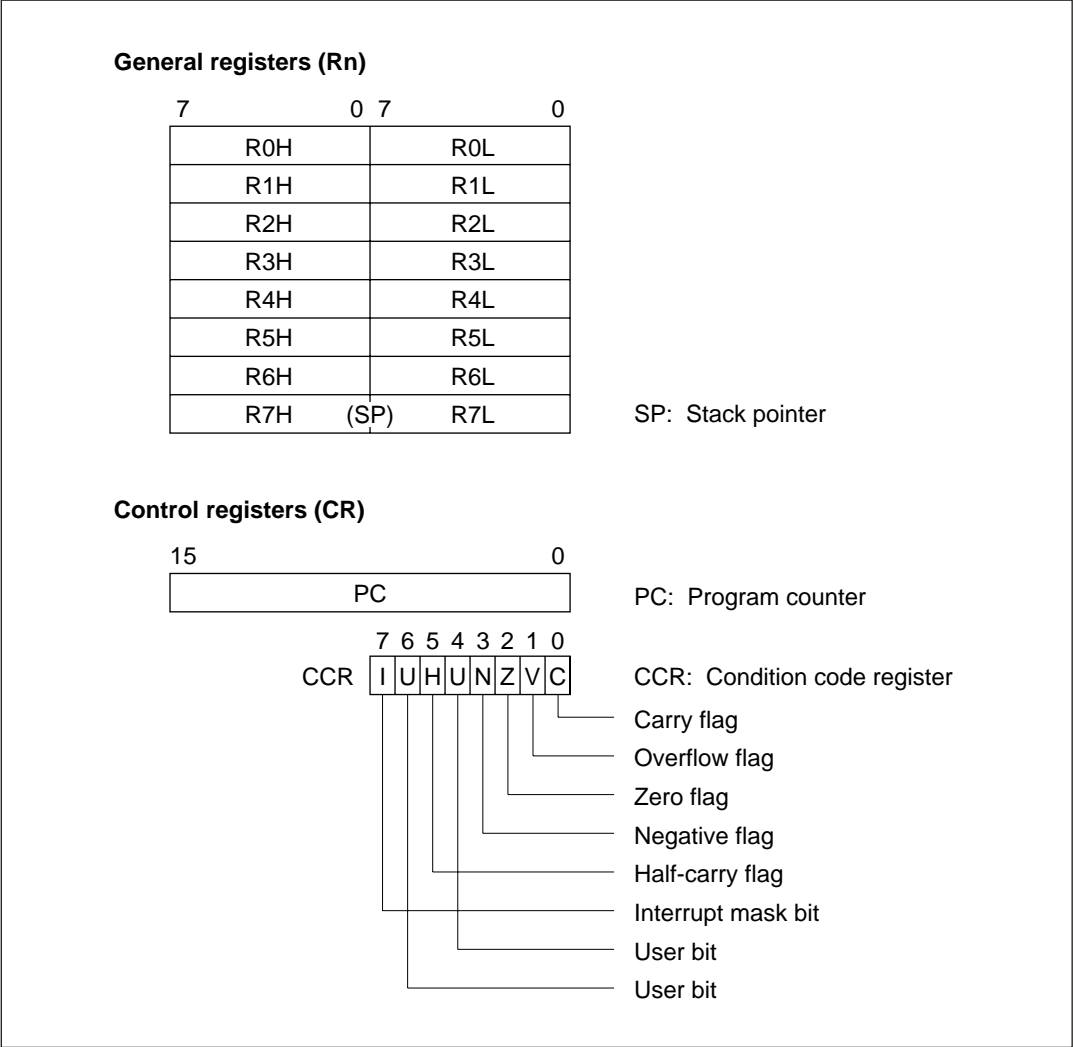 General registers (Rn)
7 0 7 0
R0H R0L
R1H R1L
R2H R2L
R3H R3L
R4H R4L
R5H R5L
R6H R6L
R7H (SP) R7L SP: Stack pointer
Control registers (CR)
15 0
PC PC: Program counter
7 6 5 4 3 2 1 0
CCR I U H U N Z V C CCR: Condition code register
Carry flag
Overflow flag
Zero flag
Negative flag
Half-carry flag
Interrupt mask bit
User bit
User bit